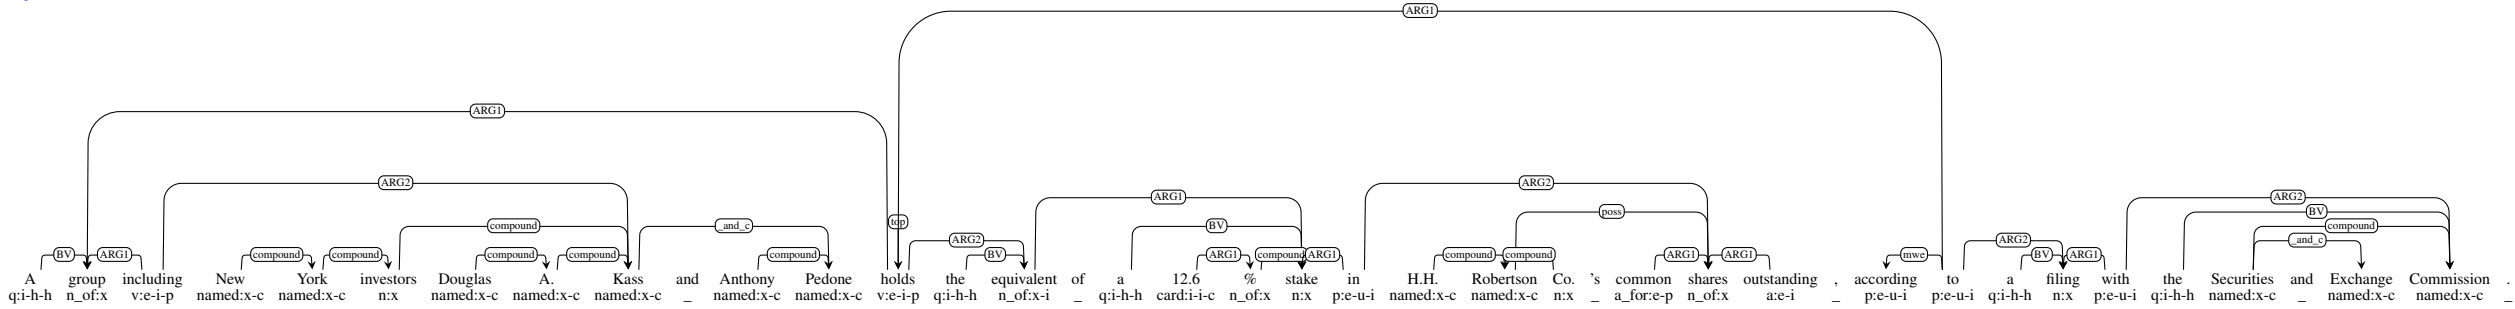 ARG1
ARG1
ARG2 ARG2
ARG1 ARG2
poss BV
top
compound _and_c BV compound
ARG2 ARG2 _and_c
BV ARG1 compound compound compound compound compound BV ARG1 compound ARG1 compound compound ARG1 ARG1 mwe BV ARG1
A group including New York investors Douglas A. Kass and Anthony Pedone holds the equivalent of a 12.6 % stake in H.H. Robertson Co. 's common shares outstanding , according to a filing with the Securities and Exchange Commission .
q:i-h-h n_of:x v:e-i-p named:x-c named:x-c n:x named:x-c named:x-c named:x-c _ named:x-c named:x-c v:e-i-p q:i-h-h n_of:x-i _ q:i-h-h card:i-i-c n_of:x n:x p:e-u-i named:x-c named:x-c n:x _ a_for:e-p n_of:x a:e-i _ p:e-u-i p:e-u-i q:i-h-h n:x p:e-u-i q:i-h-h named:x-c _ named:x-c named:x-c _